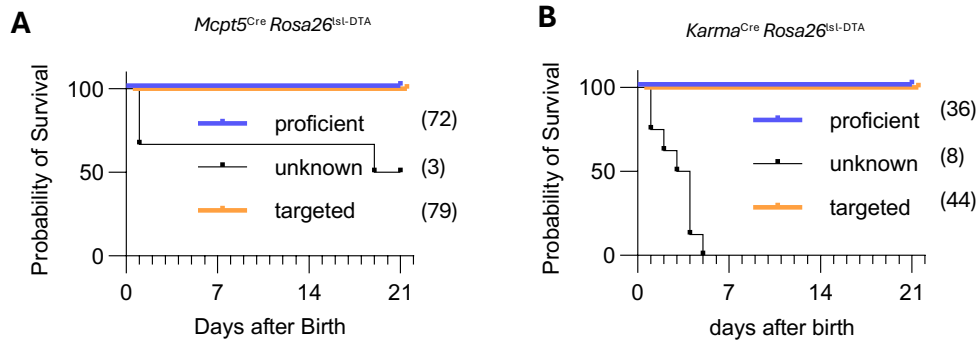 A
Mcpt5Cre Rosa26lsl-DTA
Probability of Survival
100
50
0
proficient (72)
unknown (3)
targeted (79)
0 7 14 21
Days after Birth
B
KarmaCre Rosa26lsl-DTA
Probability of Survival
100
50
0
proficient (36)
unknown (8)
targeted (44)
0 7 14 21
days after birth